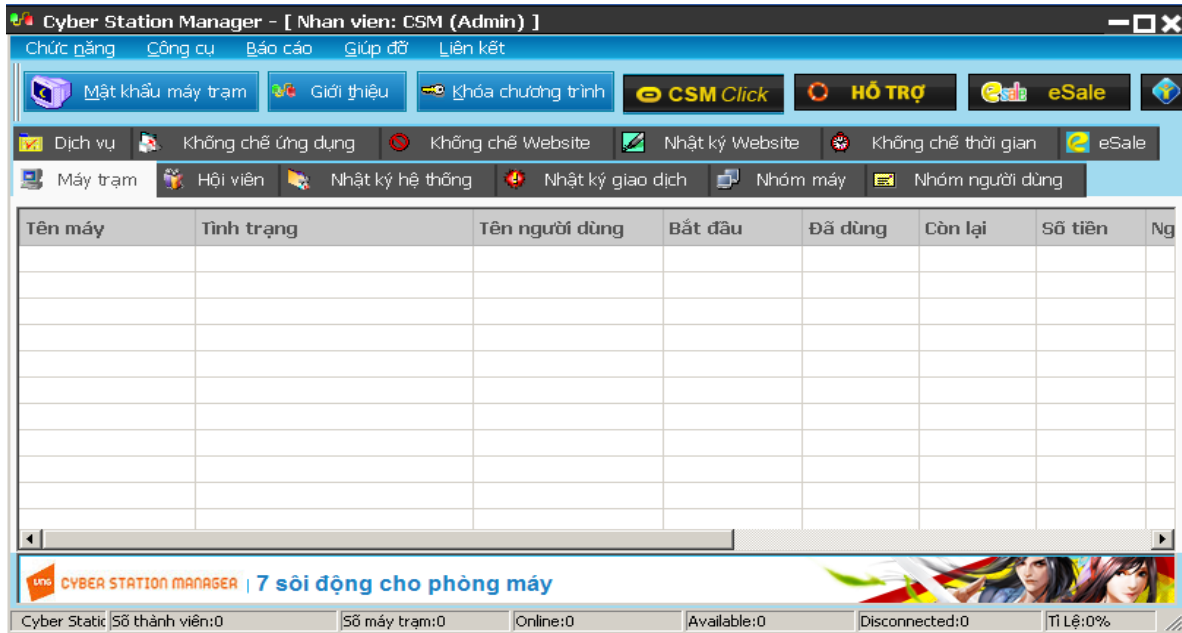 Cyber Station Manager - [ Nhan vien: CSM (Admin) ]
Chức năng Công cụ Báo cáo Giúp đỡ Liên kết
Mật khẩu máy trạm Giới thiệu Khóa chương trình CSM Click HỖ TRỢ eSale eSale
Dịch vụ Khống chế ứng dụng Khống chế Website Nhật ký Website Khống chế thời gian eSale
Máy trạm Hội viên Nhật ký hệ thống Nhật ký giao dịch Nhóm máy Nhóm người dùng
Tên máy Tình trạng Tên người dùng Bắt đầu Đã dùng Còn lại Số tiền Ng
VNG CYBER STATION MANAGER | 7 sôi động cho phòng máy
Cyber Static Số thành viên:0 Số máy trạm:0 Online:0 Available:0 Disconnected:0 Tỉ Lệ:0%